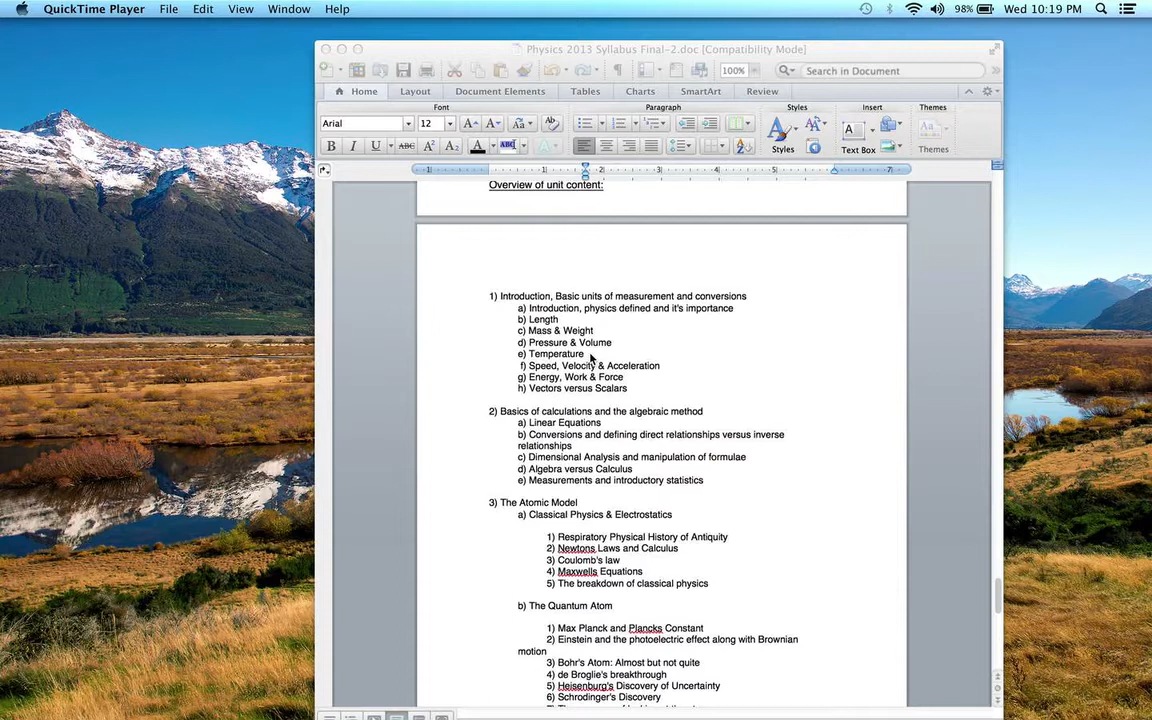 QuickTime Player File Edit View Window Help 98% Wed 10:19 PM
Physics 2013 Syllabus Final-2.doc [Compatibility Mode]
100% Search in Document
Home Layout Document Elements Tables Charts SmartArt Review
Font Paragraph Styles Insert Themes
Arial 12
Styles Text Box Themes
Overview of unit content:
1) Introduction, Basic units of measurement and conversions
a) Introduction, physics defined and it's importance
b) Length
c) Mass & Weight
d) Pressure & Volume
e) Temperature
f) Speed, Velocity & Acceleration
g) Energy, Work & Force
h) Vectors versus Scalars
2) Basics of calculations and the algebraic method
a) Linear Equations
b) Conversions and defining direct relationships versus inverse
relationships
c) Dimensional Analysis and manipulation of formulae
d) Algebra versus Calculus
e) Measurements and introductory statistics
3) The Atomic Model
a) Classical Physics & Electrostatics
1) Respiratory Physical History of Antiquity
2) Newtons Laws and Calculus
3) Coulomb's law
4) Maxwells Equations
5) The breakdown of classical physics
b) The Quantum Atom
1) Max Planck and Plancks Constant
2) Einstein and the photoelectric effect along with Brownian
motion
3) Bohr's Atom: Almost but not quite
4) de Broglie's breakthrough
5) Heisenburg's Discovery of Uncertainty
6) Schrodinger's Discovery